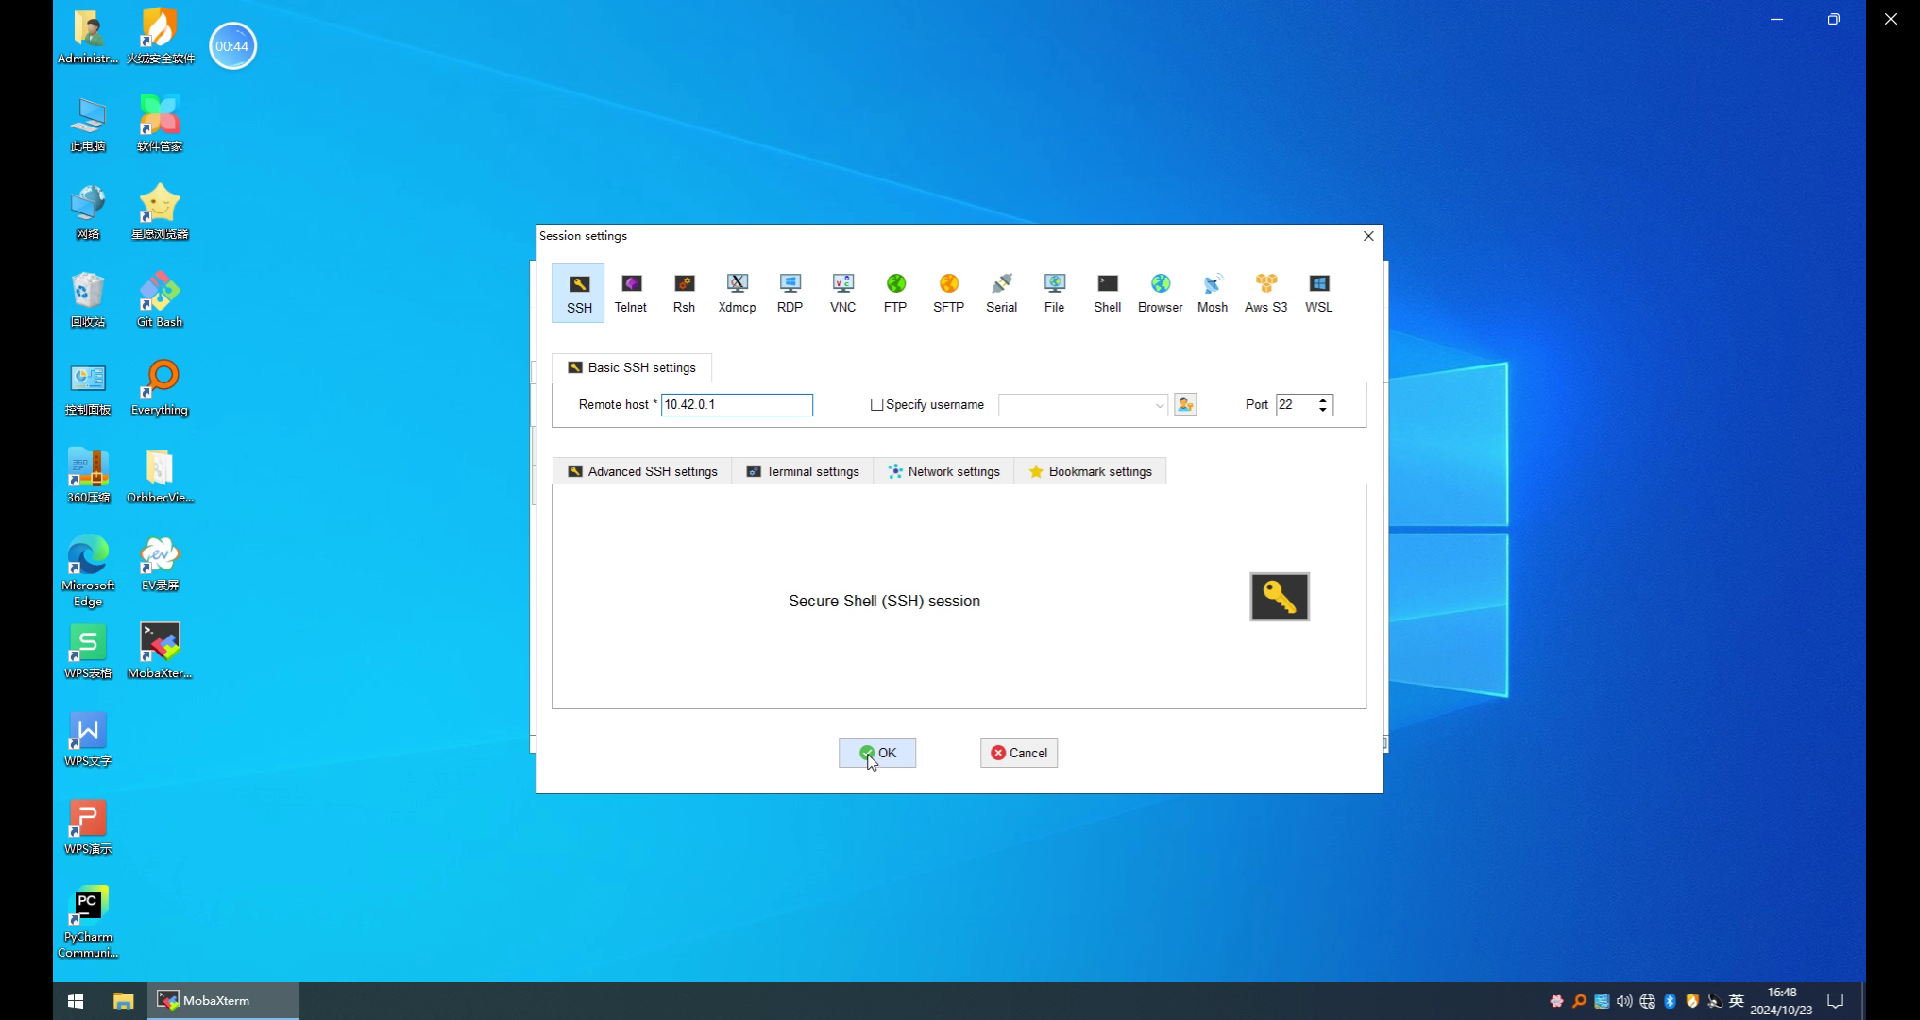 Administr...
火绒安全软件
00:44
此电脑
软件管家
网络
星愿浏览器
回收站
Git Bash
控制面板
Everything
360压缩
OrbbecVie...
Microsoft
Edge
EV录屏
WPS表格
MobaXter...
WPS文字
WPS演示
PyCharm
Communi...
Session settings
SSH Telnet Rsh Xdmcp RDP VNC FTP SFTP Serial File Shell Browser Mosh Aws S3 WSL
Basic SSH settings
Remote host * 10.42.0.1 Specify username Port 22
Advanced SSH settings Terminal settings Network settings Bookmark settings
Secure Shell (SSH) session
OK Cancel
MobaXterm
英
16:48
2024/10/23